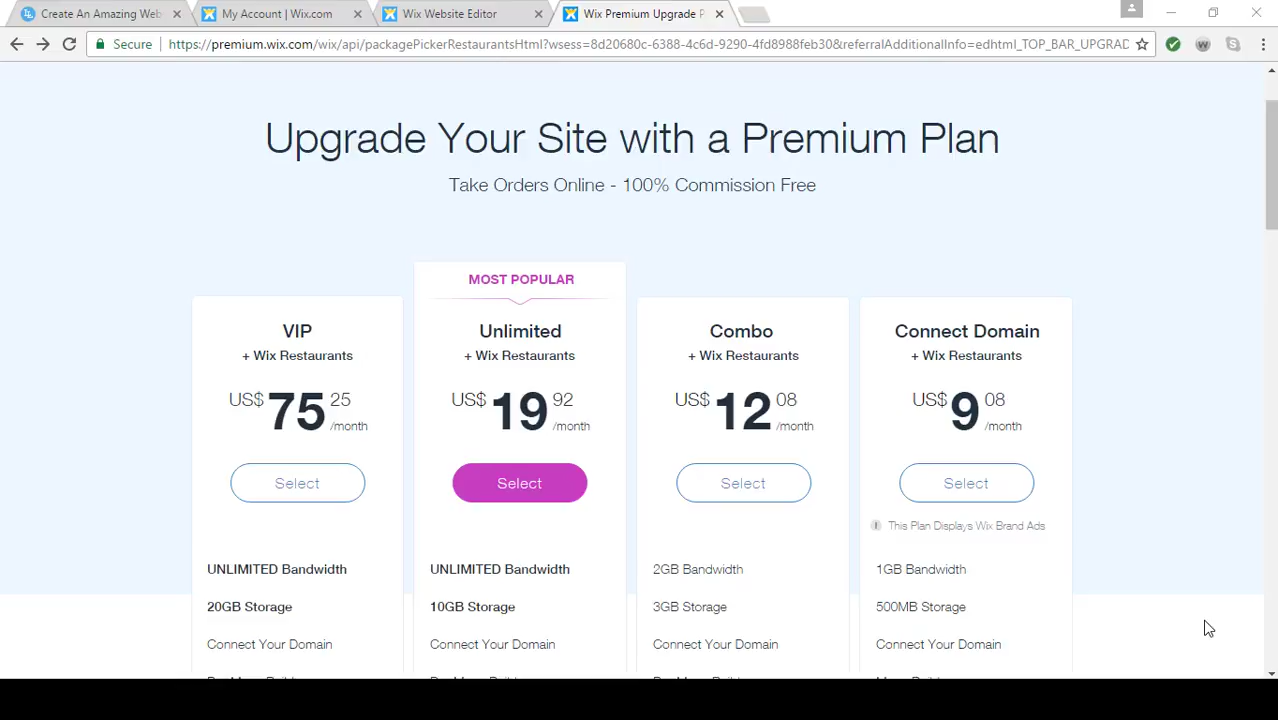 Create An Amazing Web
My Account | Wix.com
Wix Website Editor
Wix Premium Upgrade P
Secure
https://premium.wix.com/wix/api/packagePickerRestaurantsHtml?wsess=8d20680c-6388-4c6d-9290-4fd8988feb30&referralAdditionalInfo=edhtml_TOP_BAR_UPGRAD
Upgrade Your Site with a Premium Plan
Take Orders Online - 100% Commission Free
MOST POPULAR
VIP
+ Wix Restaurants
US$ 75 25 /month
Select
UNLIMITED Bandwidth
20GB Storage
Connect Your Domain
Unlimited
+ Wix Restaurants
US$ 19 92 /month
Select
UNLIMITED Bandwidth
10GB Storage
Connect Your Domain
Combo
+ Wix Restaurants
US$ 12 08 /month
Select
2GB Bandwidth
3GB Storage
Connect Your Domain
Connect Domain
+ Wix Restaurants
US$ 9 08 /month
Select
This Plan Displays Wix Brand Ads
1GB Bandwidth
500MB Storage
Connect Your Domain